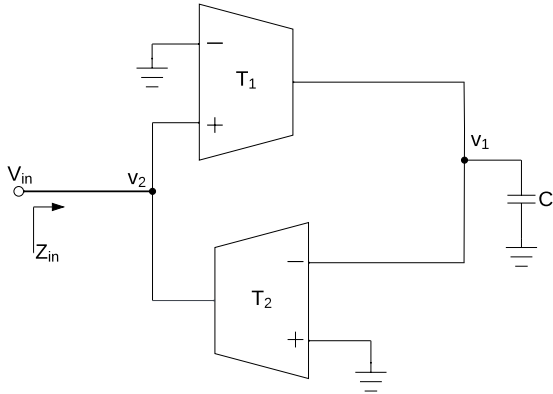 −
T₁
+
v₁
Vᵢₙ
v₂
C
Zᵢₙ
−
T₂
+